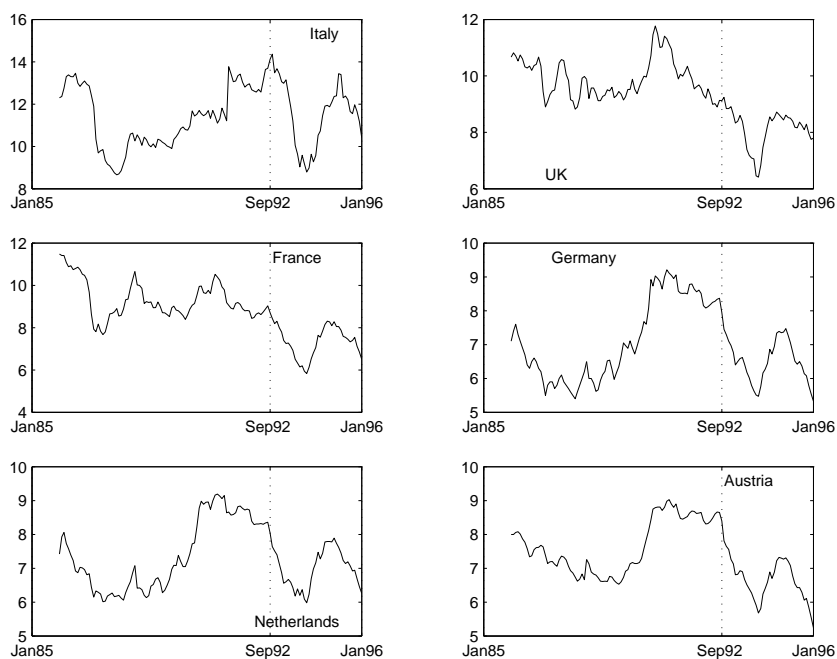 16
14
12
10
8
Italy
Jan85
Sep92
Jan96
12
10
8
6
UK
Jan85
Sep92
Jan96
12
10
8
6
4
France
Jan85
Sep92
Jan96
10
9
8
7
6
5
Germany
Jan85
Sep92
Jan96
10
9
8
7
6
5
Netherlands
Jan85
Sep92
Jan96
10
9
8
7
6
5
Austria
Jan85
Sep92
Jan96